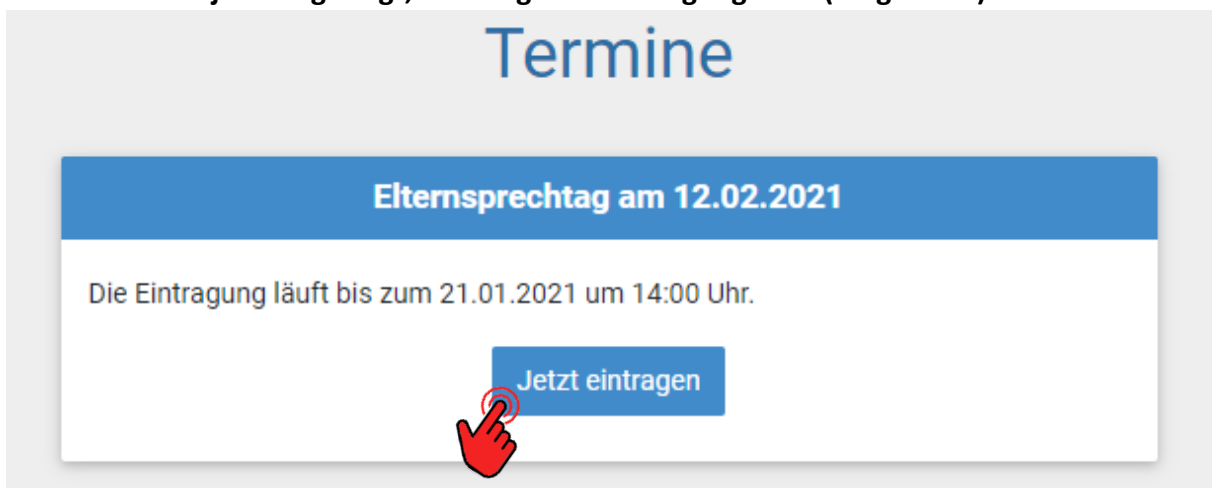 Termine
Elternsprechtag am 12.02.2021
Die Eintragung läuft bis zum 21.01.2021 um 14:00 Uhr.
Jetzt eintragen